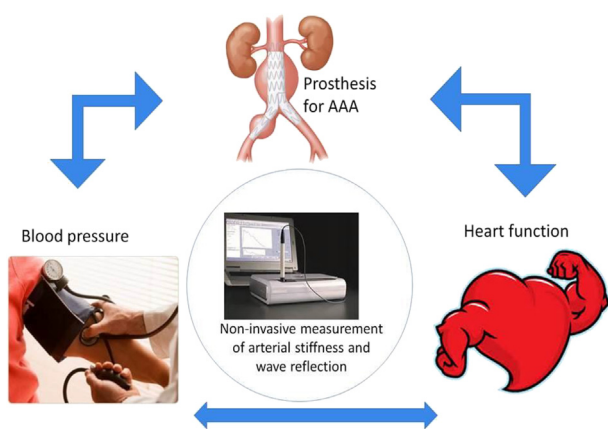 Prosthesis
for AAA
Blood pressure
Heart function
Non-invasive measurement
of arterial stiffness and
wave reflection